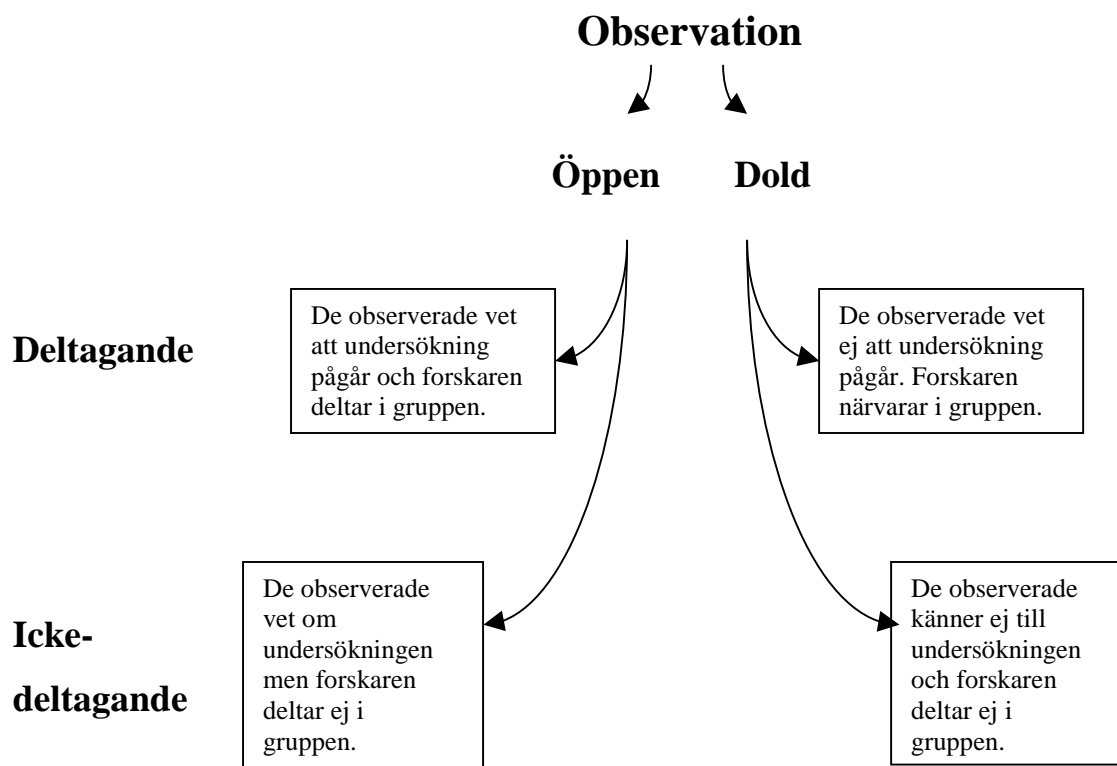 Observation
Öppen Dold
Deltagande
De observerade vet
att undersökning
pågår och forskaren
deltar i gruppen.
De observerade vet
ej att undersökning
pågår. Forskaren
närvarar i gruppen.
Icke-
deltagande
De observerade
vet om
undersökningen
men forskaren
deltar ej i
gruppen.
De observerade
känner ej till
undersökningen
och forskaren
deltar ej i
gruppen.